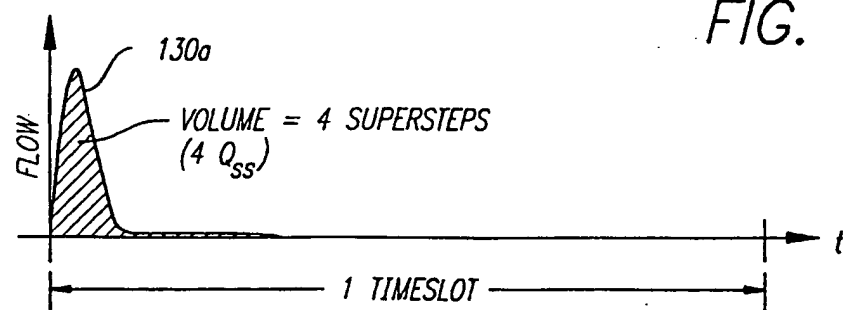 FIG.
130a
VOLUME = 4 SUPERSTEPS
(4 Qss)
FLOW
t
1 TIMESLOT